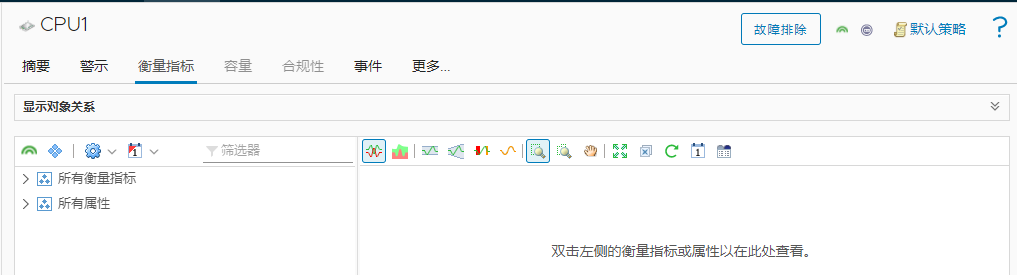 CPU1
故障排除 默认策略 ?
摘要 警示 衡量指标 容量 合规性 事件 更多...
显示对象关系
筛选器
所有衡量指标
所有属性
双击左侧的衡量指标或属性以在此处查看。